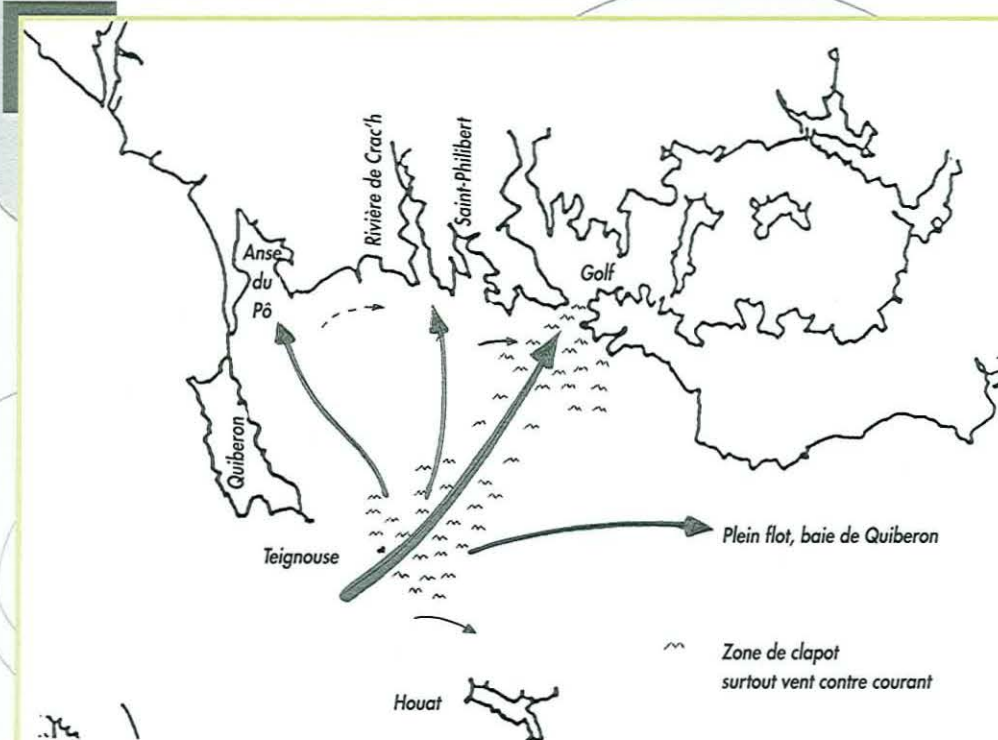 Rivière de Crac'h
Saint-Philibert
Anse
du
Pô
Golf
Quiberon
Teignouse
Plein flot, baie de Quiberon
Zone de clapot
surtout vent contre courant
Houat